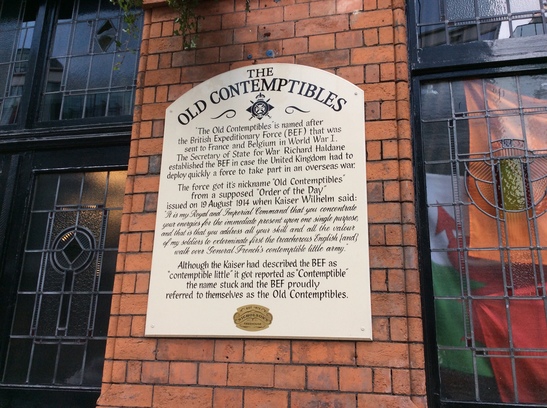 THE
OLD CONTEMPTIBLES
"The Old Contemptibles" is named after
the British Expeditionary Force (BEF) that was
sent to France and Belgium in World War I.
The Secretary of State for War Richard Haldane
established the BEF in case the United Kingdom had to
deploy quickly a force to take part in an overseas war.
The force got it's nickname "Old Contemptibles"
from a supposed "Order of the Day"
issued on 19 August 1914 when Kaiser Wilhelm said:
"It is my Royal and Imperial Command that you concentrate
your energies for the immediate present upon one single purpose,
and that is that you address all your skill and all the valour
of my soldiers to exterminate first the treacherous English [and]
walk over General French's contemptible little army."
Although the Kaiser had described the BEF as
"contemptible little" it got reported as "Contemptible"
the name stuck and the BEF proudly
referred to themselves as the Old Contemptibles.